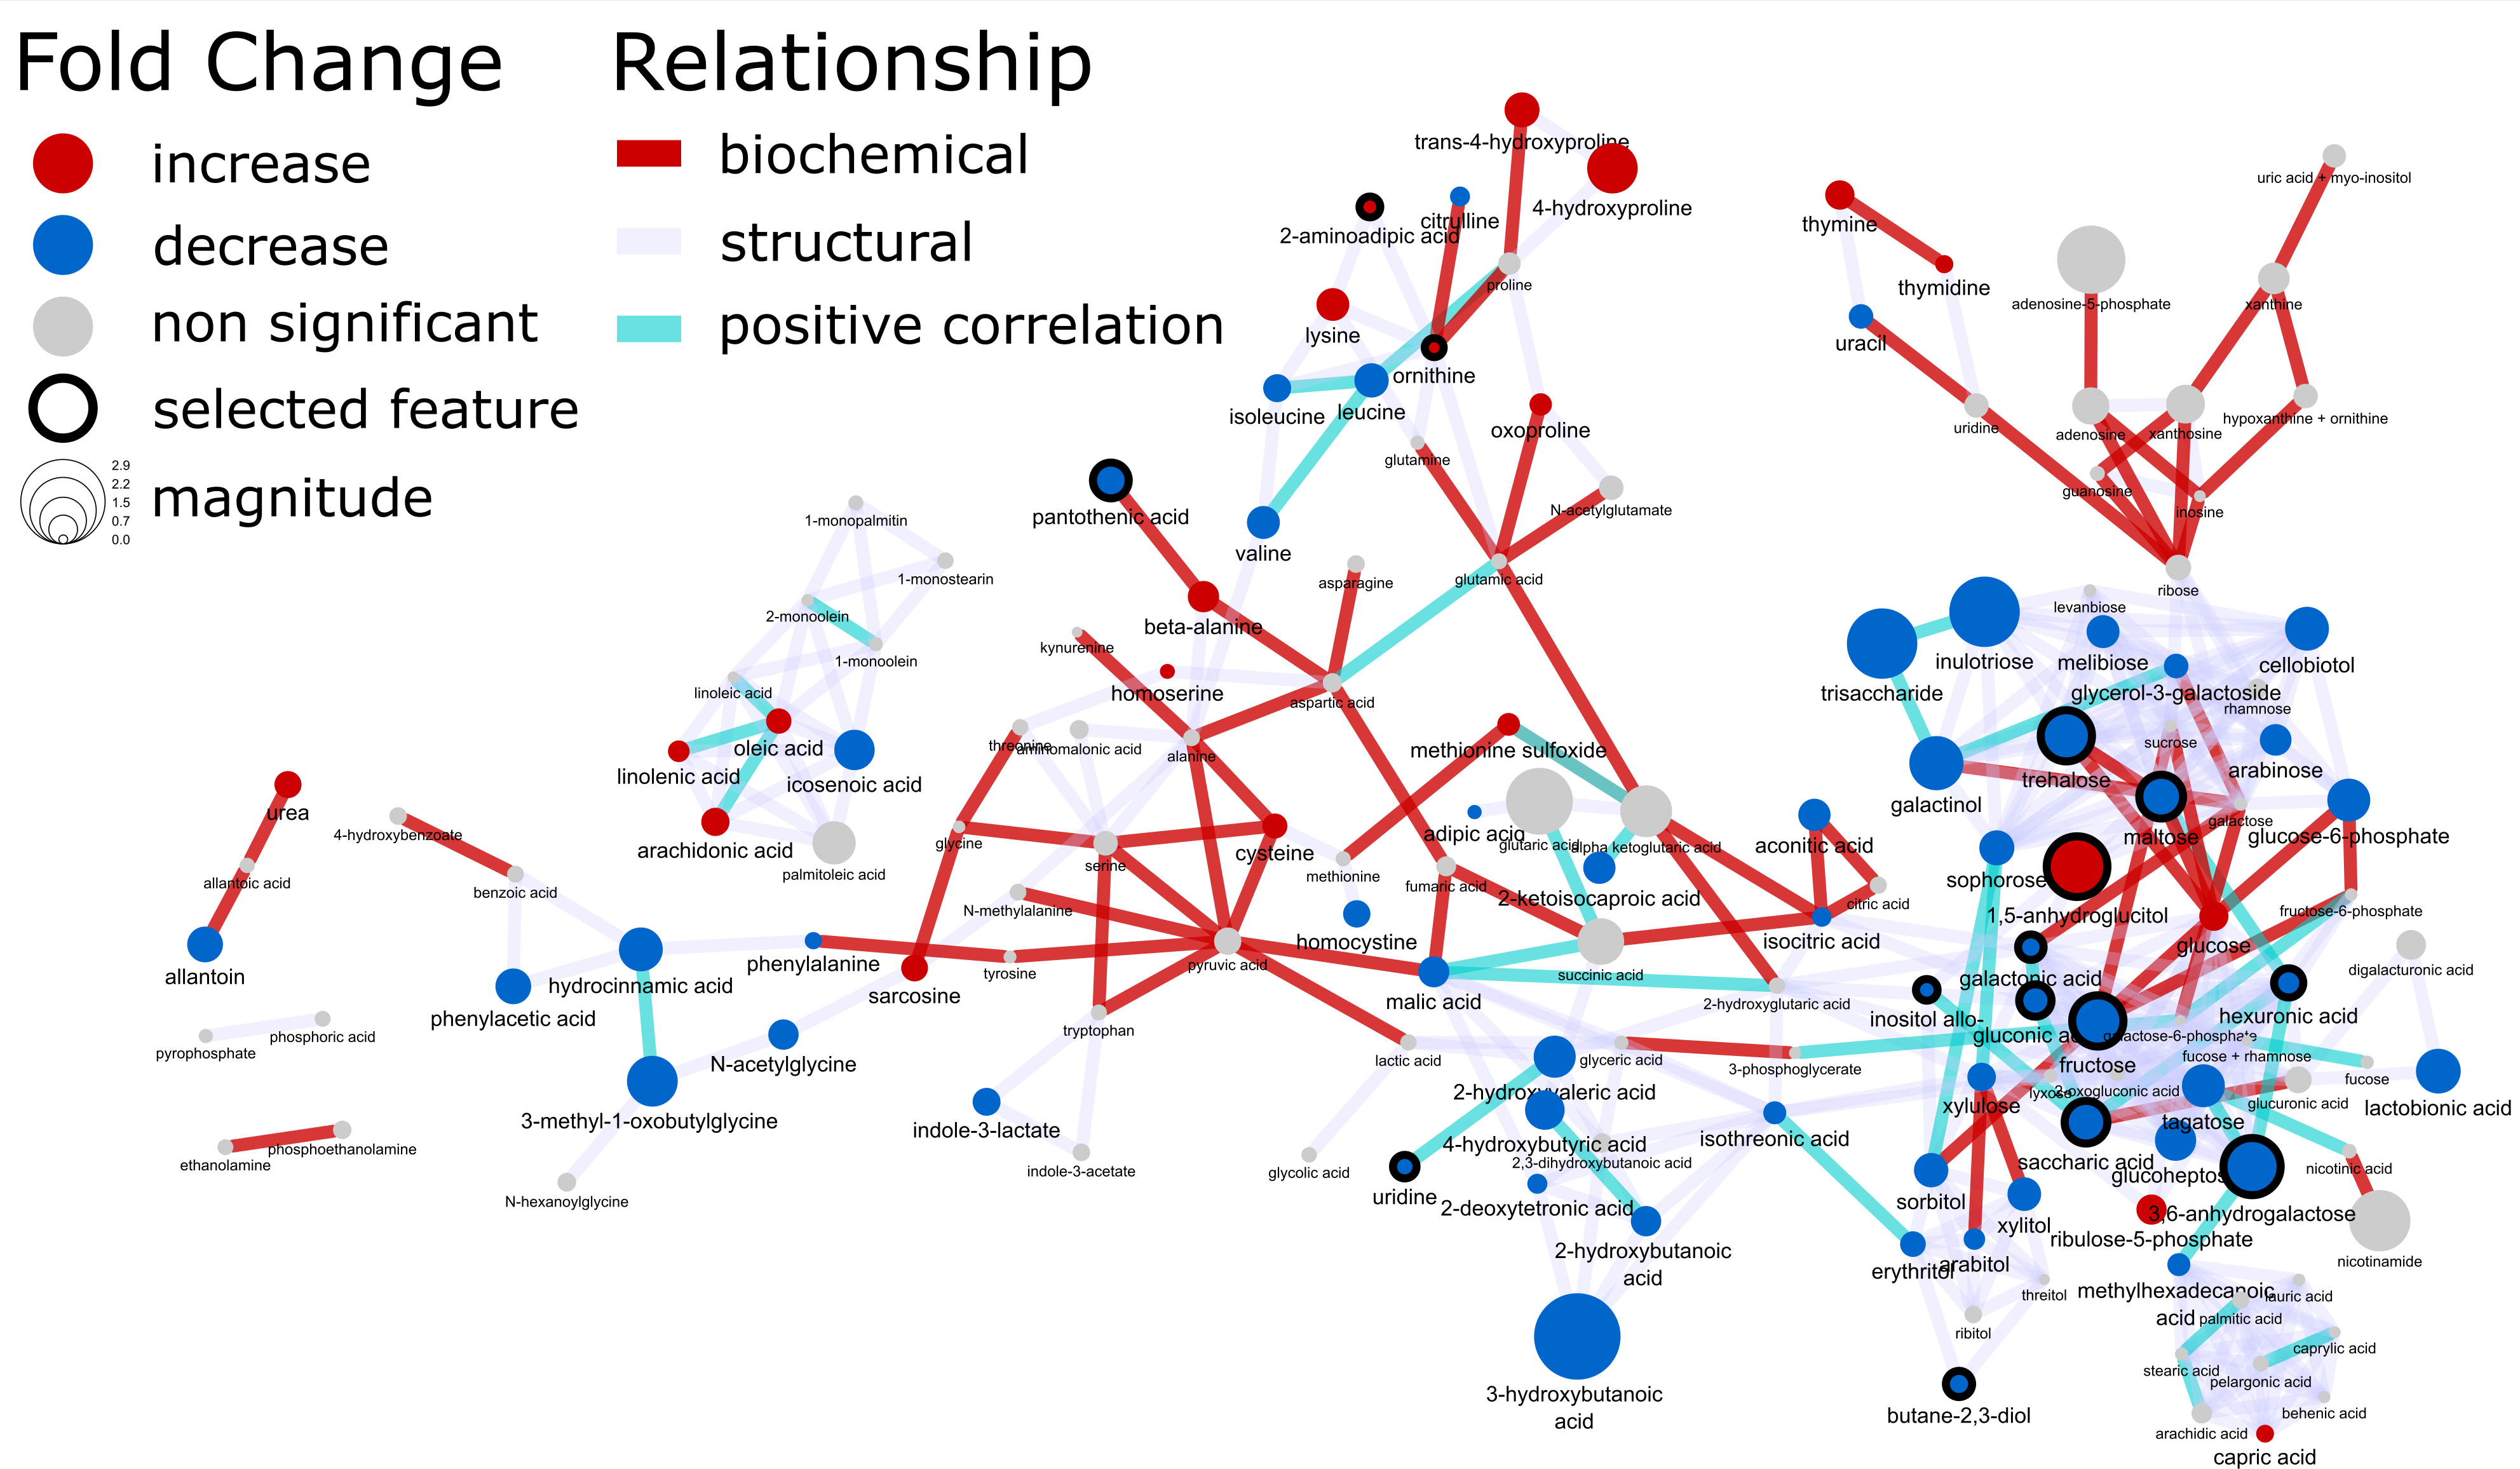 Fold Change
increase
decrease
non significant
selected feature
2.9
2.2
1.5
0.7
0.0
magnitude
Relationship
biochemical
structural
positive correlation
trans-4-hydroxyproline
4-hydroxyproline
citrulline
2-aminoadipic acid
proline
lysine
ornithine
isoleucine
leucine
oxoproline
glutamine
N-acetylglutamate
pantothenic acid
valine
asparagine
glutamic acid
beta-alanine
kynurenine
homoserine
aspartic acid
thymine
thymidine
uracil
uridine
uric acid + myo-inositol
adenosine-5-phosphate
xanthine
adenosine
xanthosine
hypoxanthine + ornithine
guanosine
inosine
ribose
1-monopalmitin
1-monostearin
2-monoolein
1-monoolein
linoleic acid
oleic acid
linolenic acid
icosenoic acid
arachidonic acid
palmitoleic acid
threonine
aminomalonic acid
alanine
glycine
serine
cysteine
N-methylalanine
methionine
methionine sulfoxide
adipic acid
glutaric acid
alpha ketoglutaric acid
2-ketoisocaproic acid
fumaric acid
homocystine
aconitic acid
citric acid
isocitric acid
succinic acid
malic acid
2-hydroxyglutaric acid
pyruvic acid
tyrosine
phenylalanine
sarcosine
tryptophan
urea
allantoic acid
allantoin
4-hydroxybenzoate
benzoic acid
hydrocinnamic acid
phenylacetic acid
phosphoric acid
pyrophosphate
phosphoethanolamine
ethanolamine
N-acetylglycine
3-methyl-1-oxobutylglycine
N-hexanoylglycine
indole-3-lactate
indole-3-acetate
lactic acid
glycolic acid
glyceric acid
3-phosphoglycerate
2-hydroxyvaleric acid
4-hydroxybutyric acid
2,3-dihydroxybutanoic acid
uridine
2-deoxytetronic acid
2-hydroxybutanoic
acid
3-hydroxybutanoic
acid
isothreonic acid
levanbiose
inulotriose
trisaccharide
melibiose
cellobiotol
glycerol-3-galactoside
rhamnose
sucrose
trehalose
arabinose
galactinol
maltose
galactose
glucose-6-phosphate
sophorose
1,5-anhydroglucitol
glucose
fructose-6-phosphate
galactonic acid
digalacturonic acid
inositol allo-
gluconic ac
galactose-6-phosphate
hexuronic acid
fucose + rhamnose
fructose
fucose
lyxose
2-oxogluconic acid
glucuronic acid
lactobionic acid
xylulose
tagatose
saccharic acid
glucoheptos
nicotinic acid
sorbitol
xylitol
3,6-anhydrogalactose
ribulose-5-phosphate
nicotinamide
erythritol
arabitol
threitol
methylhexadecanoic
acid
lauric acid
palmitic acid
ribitol
caprylic acid
stearic acid
pelargonic acid
butane-2,3-diol
behenic acid
arachidic acid
capric acid